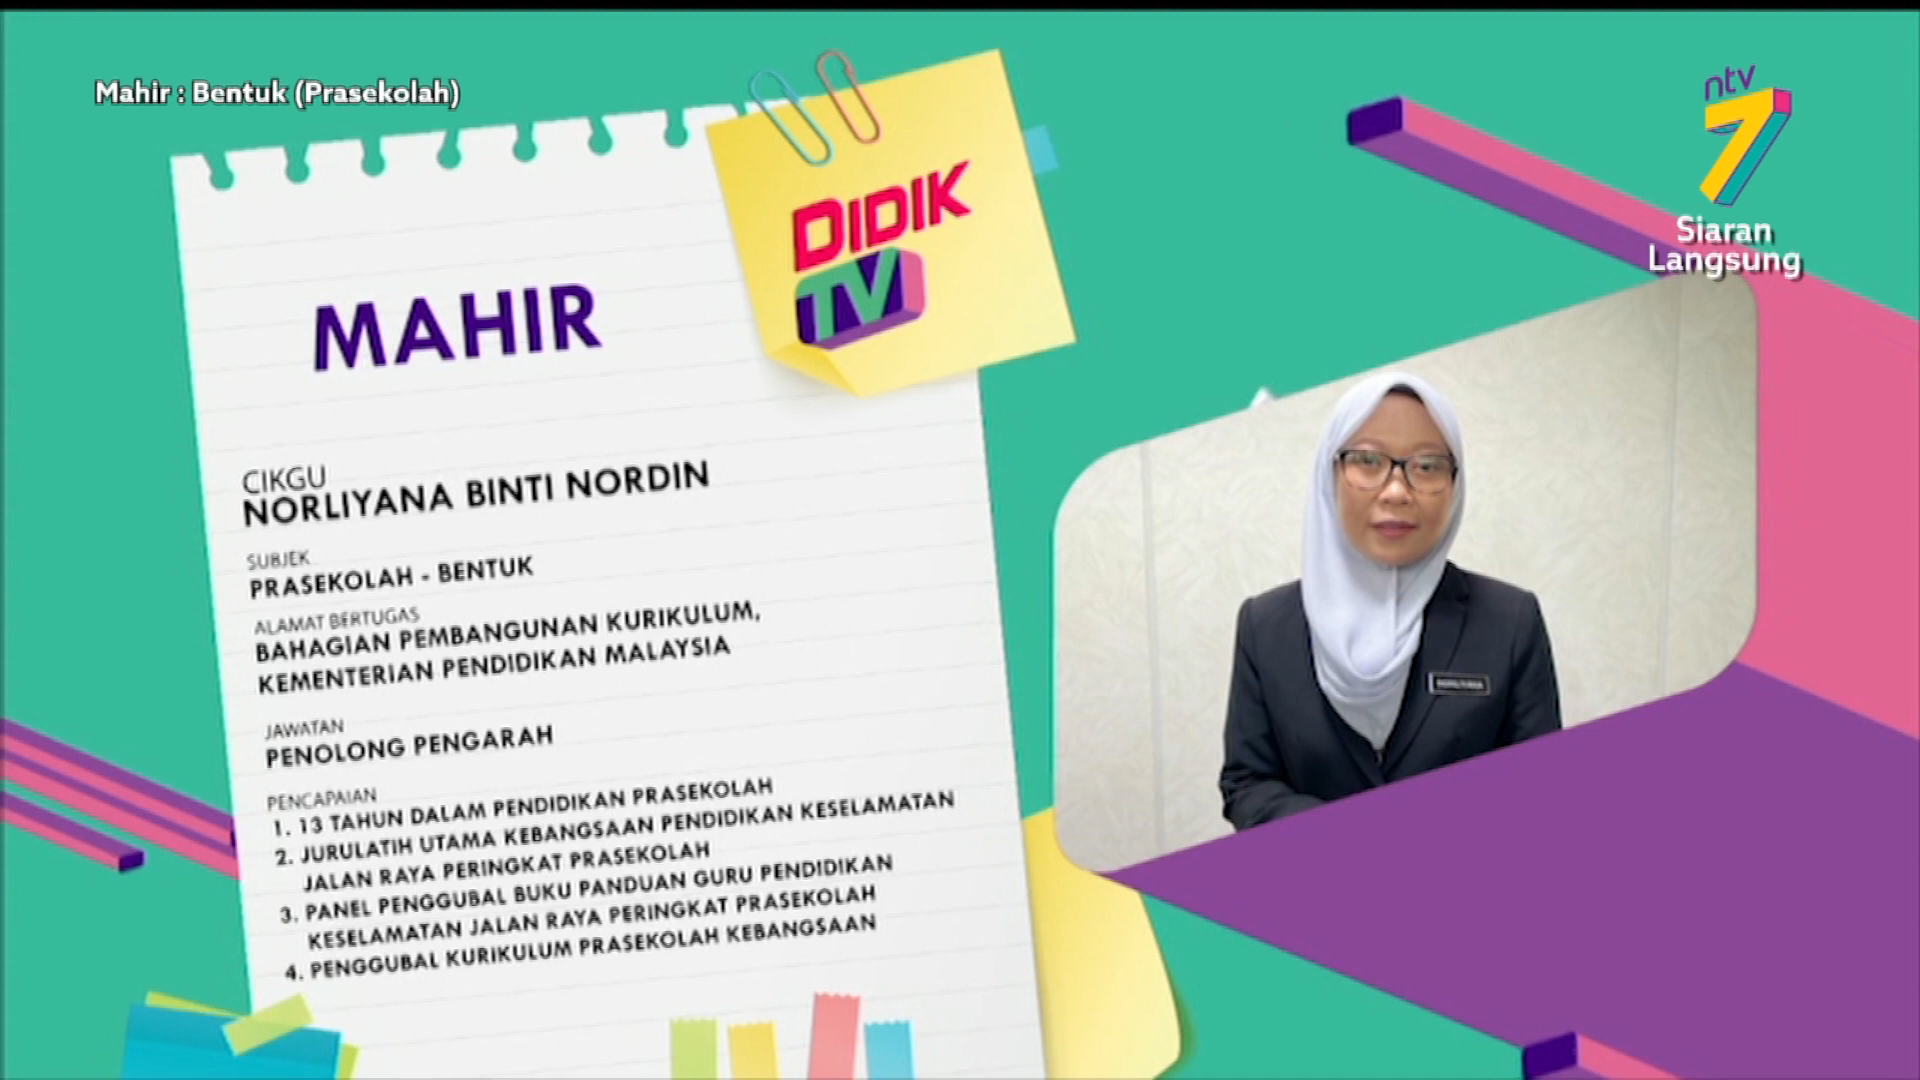 Mahir : Bentuk (Prasekolah)
ntv
7
Siaran
Langsung
DIDIK
TV
MAHIR
CIKGU
NORLIYANA BINTI NORDIN
SUBJEK
PRASEKOLAH - BENTUK
ALAMAT BERTUGAS
BAHAGIAN PEMBANGUNAN KURIKULUM,
KEMENTERIAN PENDIDIKAN MALAYSIA
JAWATAN
PENOLONG PENGARAH
PENCAPAIAN
1. 13 TAHUN DALAM PENDIDIKAN PRASEKOLAH
2. JURULATIH UTAMA KEBANGSAAN PENDIDIKAN KESELAMATAN
JALAN RAYA PERINGKAT PRASEKOLAH
3. PANEL PENGGUBAL BUKU PANDUAN GURU PENDIDIKAN
KESELAMATAN JALAN RAYA PERINGKAT PRASEKOLAH
4. PENGGUBAL KURIKULUM PRASEKOLAH KEBANGSAAN